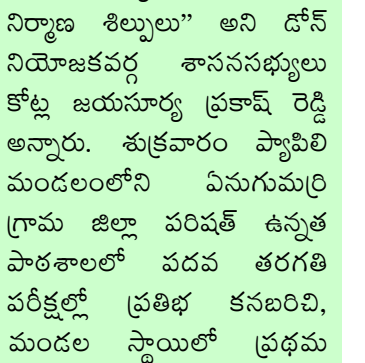 నిర్మాణ శిల్పులు” అని డోన్
నియోజకవర్గ శాసనసభ్యులు
కోట్ల జయసూర్య ప్రకాష్ రెడ్డి
అన్నారు. శుక్రవారం ప్యాపిలి
మండలంలోని ఏనుగుమర్రి
గ్రామ జిల్లా పరిషత్ ఉన్నత
పాఠశాలలో పదవ తరగతి
పరీక్షల్లో ప్రతిభ కనబరిచి,
మండల స్థాయిలో ప్రథమ